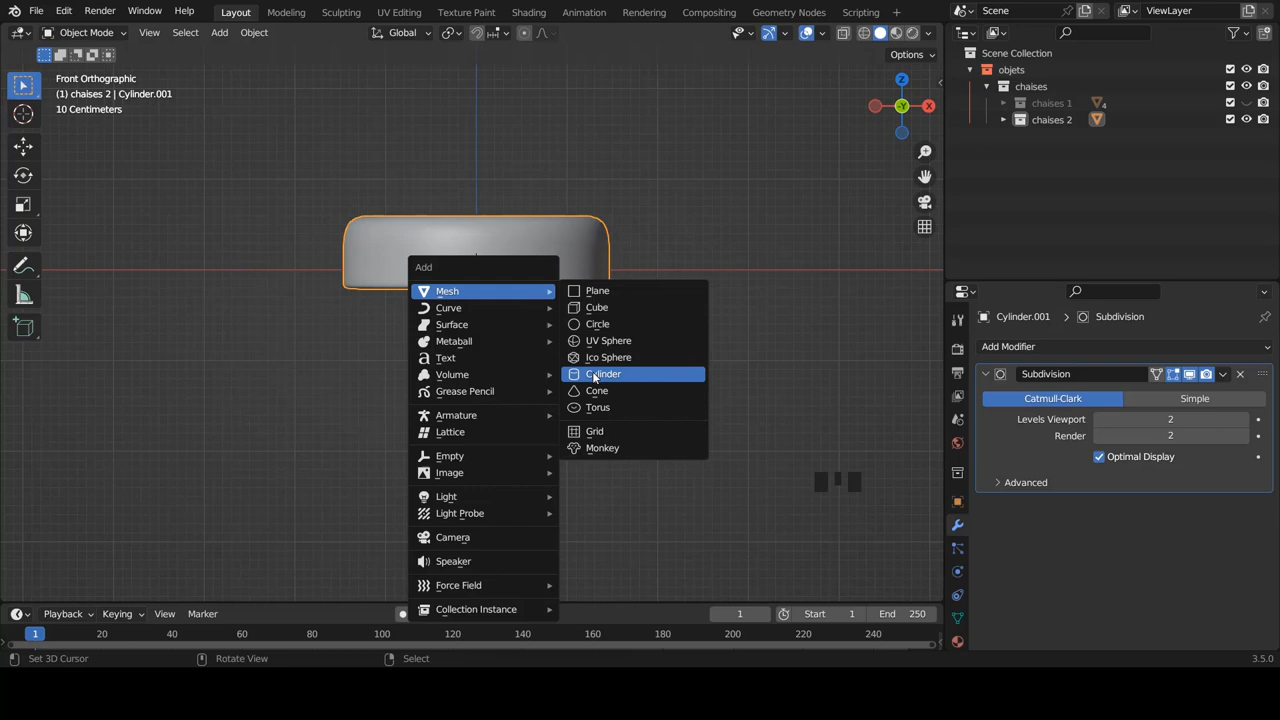 File Edit Render Window Help Layout Modeling Sculpting UV Editing Texture Paint Shading Animation Rendering Compositing Geometry Nodes Scripting + Scene ViewLayer
Object Mode View Select Add Object Global
Options
Front Orthographic
(1) chaises 2 | Cylinder.001
10 Centimeters
X
Z
-Y
Scene Collection
objets
chaises
chaises 1 4
chaises 2
Add
Mesh
Curve
Surface
Metaball
Text
Volume
Grease Pencil
Armature
Lattice
Empty
Image
Light
Light Probe
Camera
Speaker
Force Field
Collection Instance
Plane
Cube
Circle
UV Sphere
Ico Sphere
Cylinder
Cone
Torus
Grid
Monkey
Cylinder.001 > Subdivision
Add Modifier
Subdivision
Catmull-Clark Simple
Levels Viewport 2
Render 2
Optimal Display
Advanced
Playback Keying View Marker 1 Start 1 End 250
1 20 40 60 80 100 120 140 160 180 200 220 240
Set 3D Cursor Rotate View Select 3.5.0